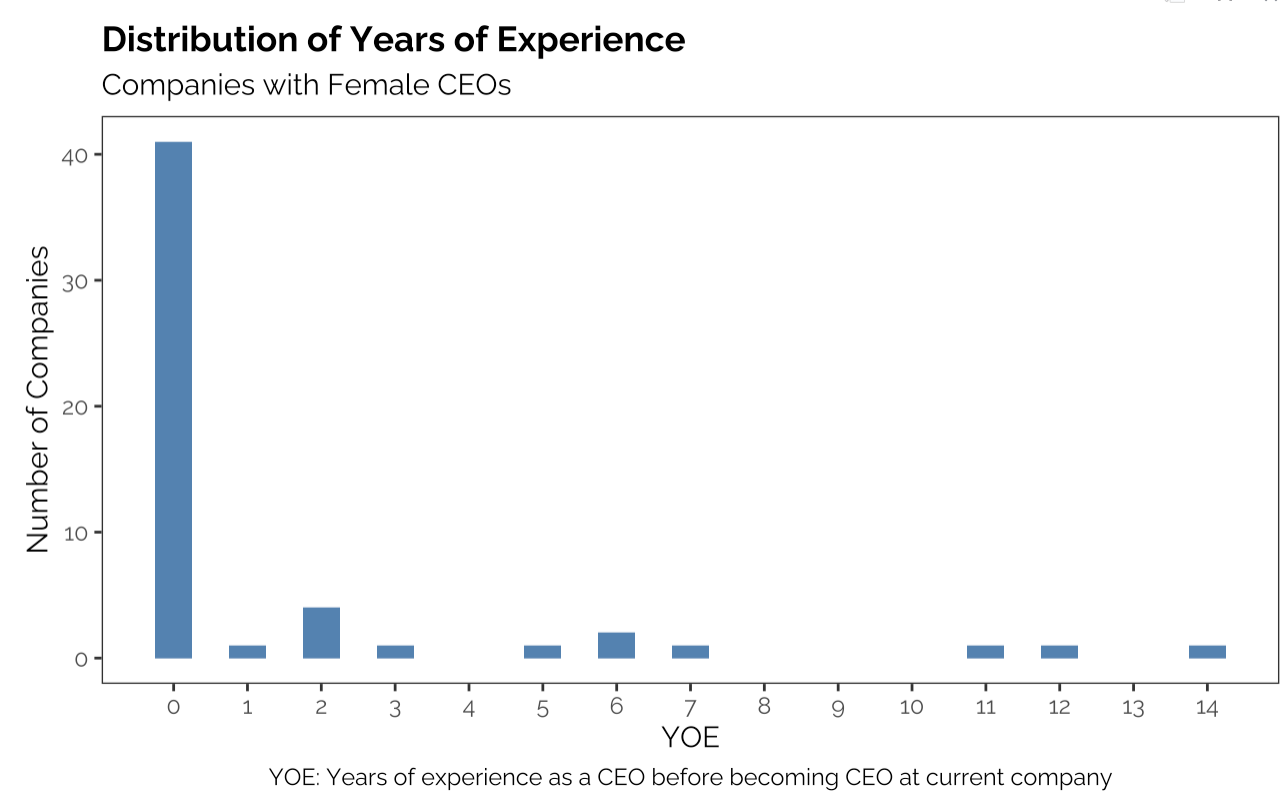 Distribution of Years of Experience
Companies with Female CEOs
Number of Companies
40
30
20
10
0
0 1 2 3 4 5 6 7 8 9 10 11 12 13 14
YOE
YOE: Years of experience as a CEO before becoming CEO at current company